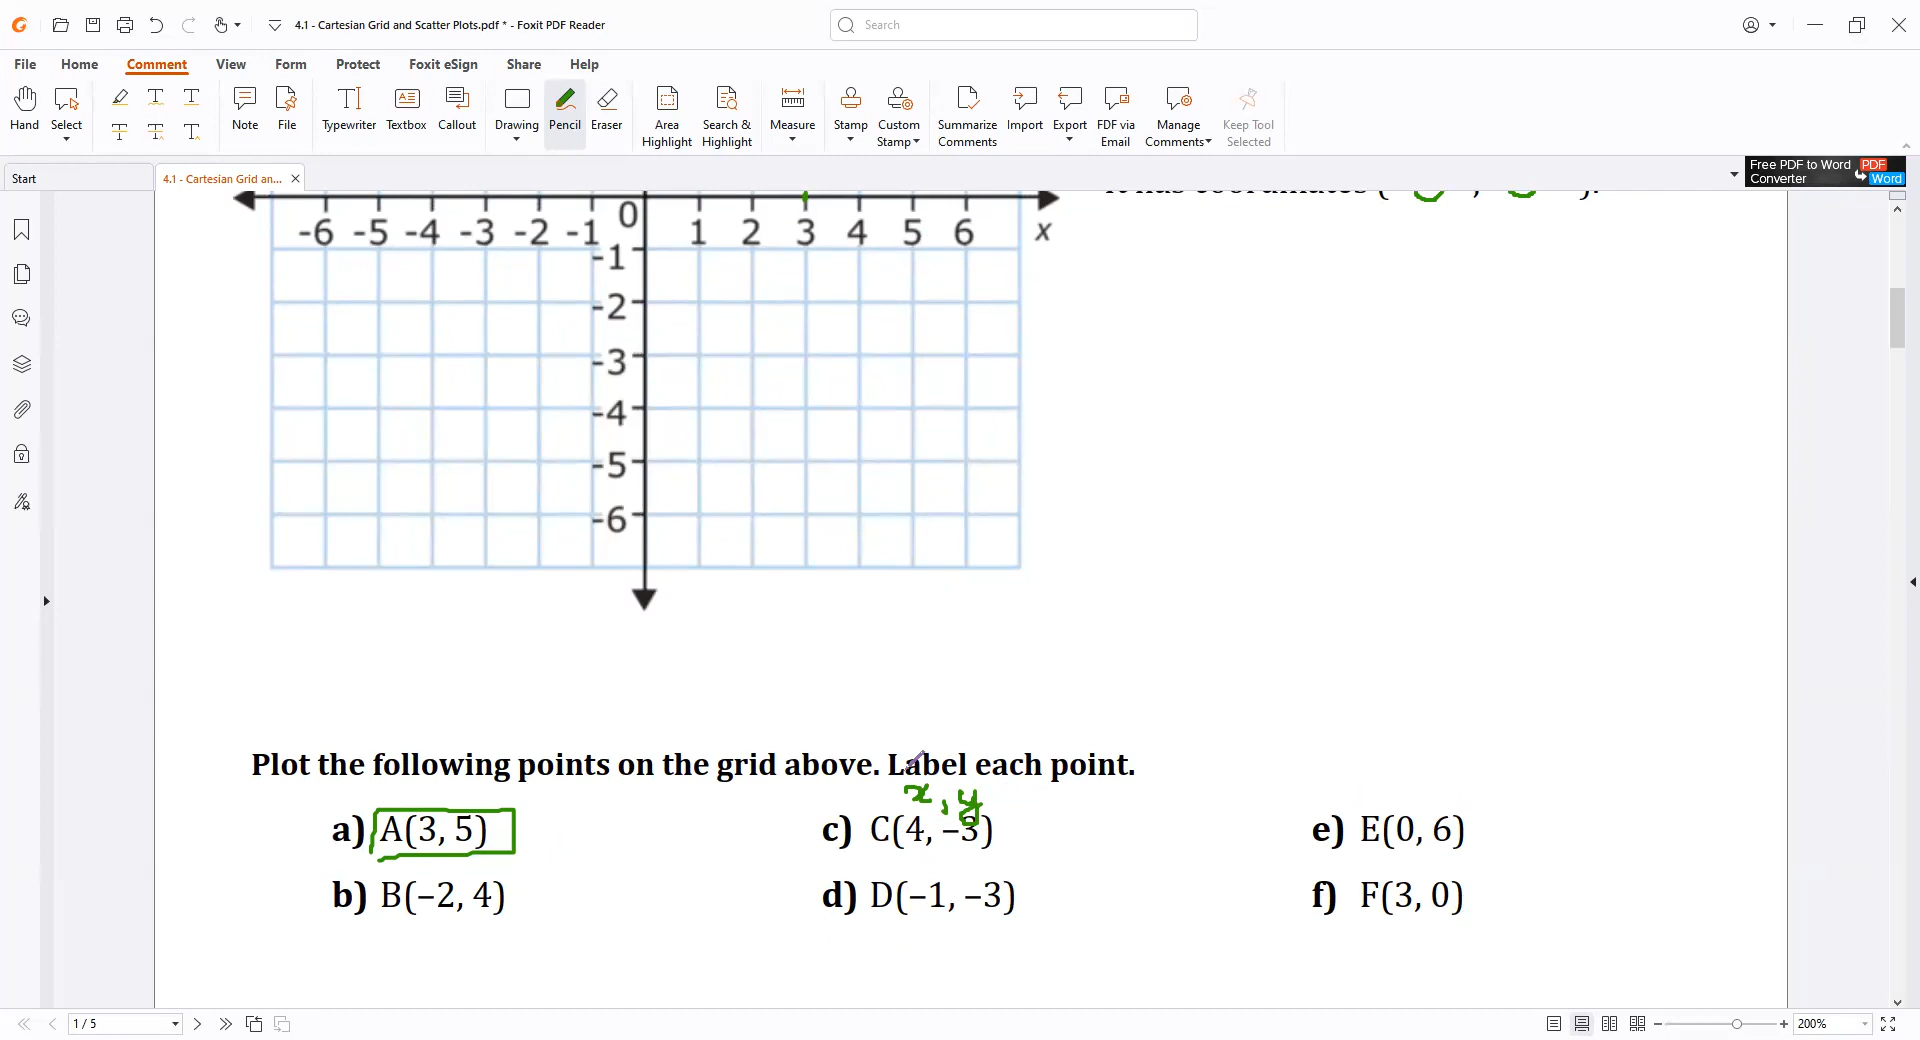 4.1 - Cartesian Grid and Scatter Plots.pdf * - Foxit PDF Reader
Search
File Home Comment View Form Protect Foxit eSign Share Help
Hand Select Note File Typewriter Textbox Callout Drawing Pencil Eraser Area Highlight Search & Highlight Measure Stamp Custom Stamp Summarize Comments Import Export FDF via Email Manage Comments Keep Tool Selected
Start
4.1 - Cartesian Grid an...
Free PDF to Word Converter
PDF
Word
It has coordinates ( , ).
0
-6 -5 -4 -3 -2 -1 1 2 3 4 5 6 x
-1
-2
-3
-4
-5
-6
Plot the following points on the grid above. Label each point.
x , y
a) A(3, 5) c) C(4, –3) e) E(0, 6)
b) B(–2, 4) d) D(–1, –3) f) F(3, 0)
1 / 5
200%